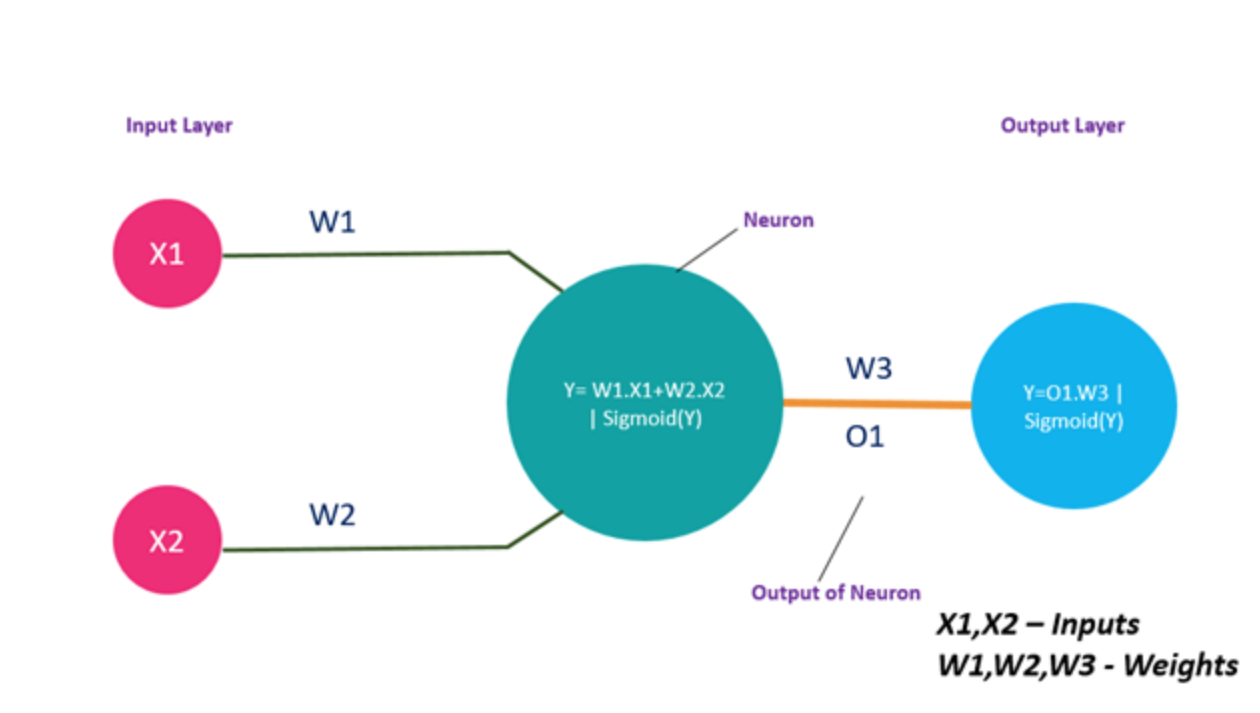 Input Layer
Output Layer
W1
Neuron
X1
W3
Y= W1.X1+W2.X2
| Sigmoid(Y)
Y=O1.W3 |
Sigmoid(Y)
O1
W2
X2
Output of Neuron
X1,X2 – Inputs
W1,W2,W3 - Weights